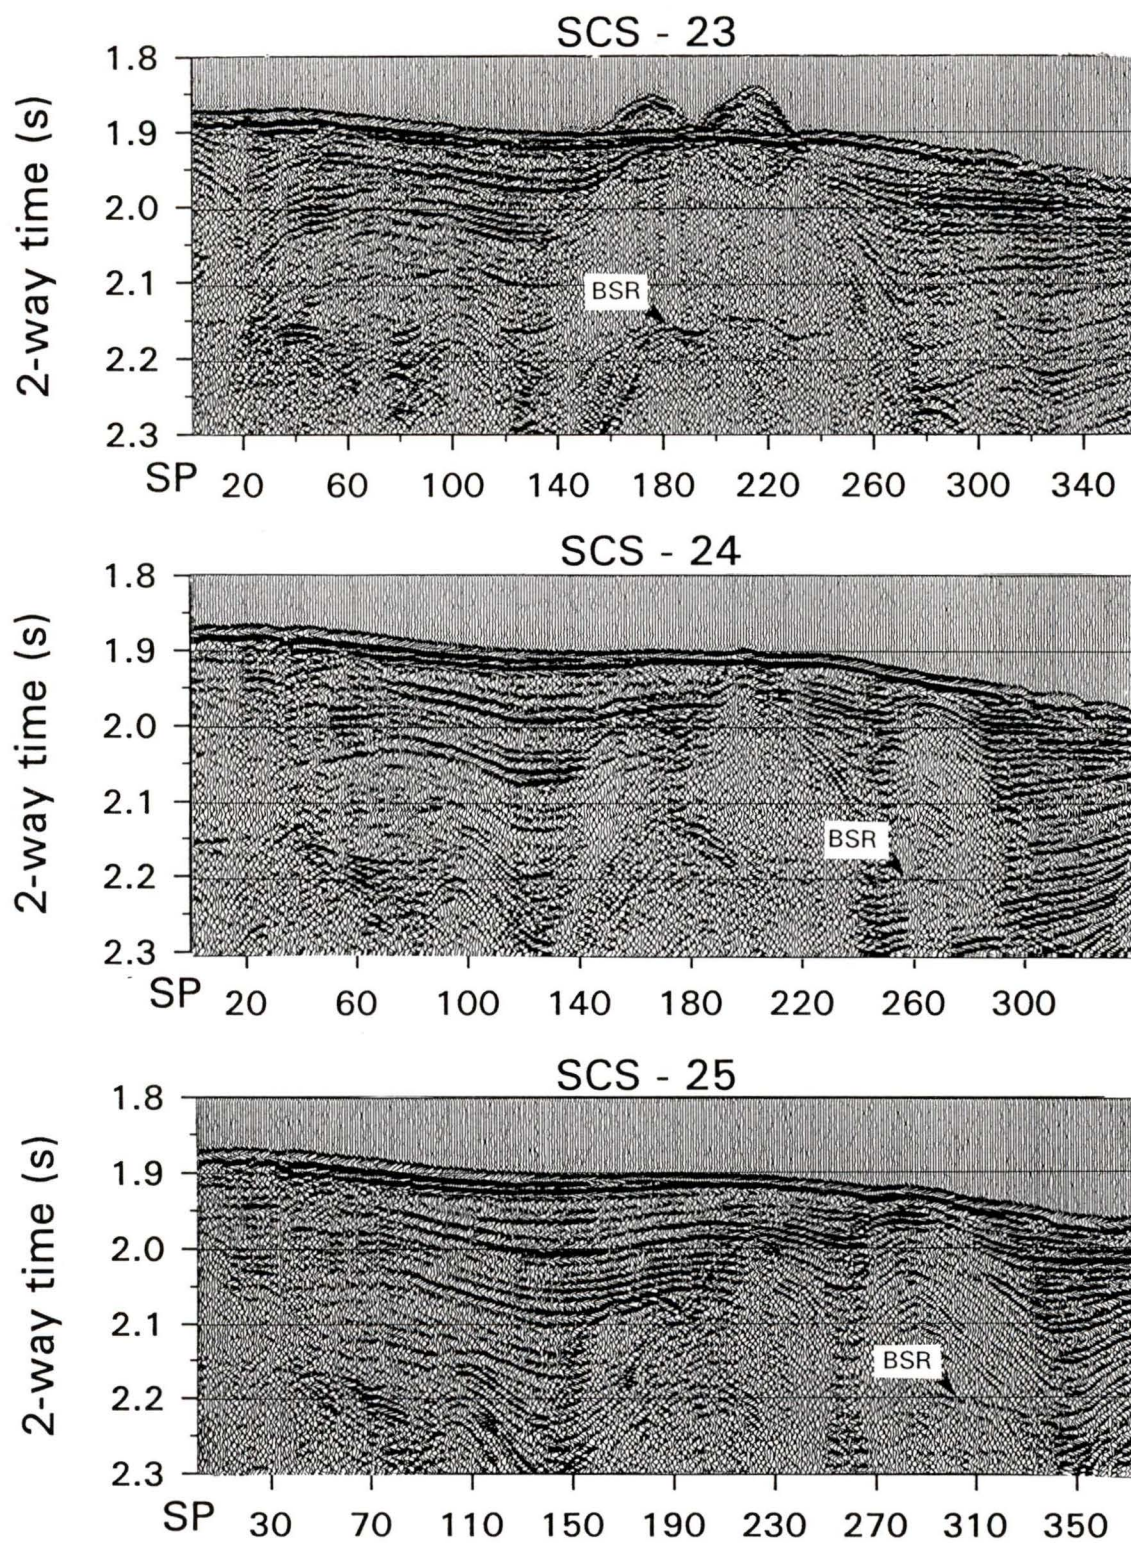 SCS - 23
1.8
1.9
2.0
2.1
2.2
2.3
2-way time (s)
BSR
SP 20 60 100 140 180 220 260 300 340
SCS - 24
1.8
1.9
2.0
2.1
2.2
2.3
2-way time (s)
BSR
SP 20 60 100 140 180 220 260 300
SCS - 25
1.8
1.9
2.0
2.1
2.2
2.3
2-way time (s)
BSR
SP 30 70 110 150 190 230 270 310 350